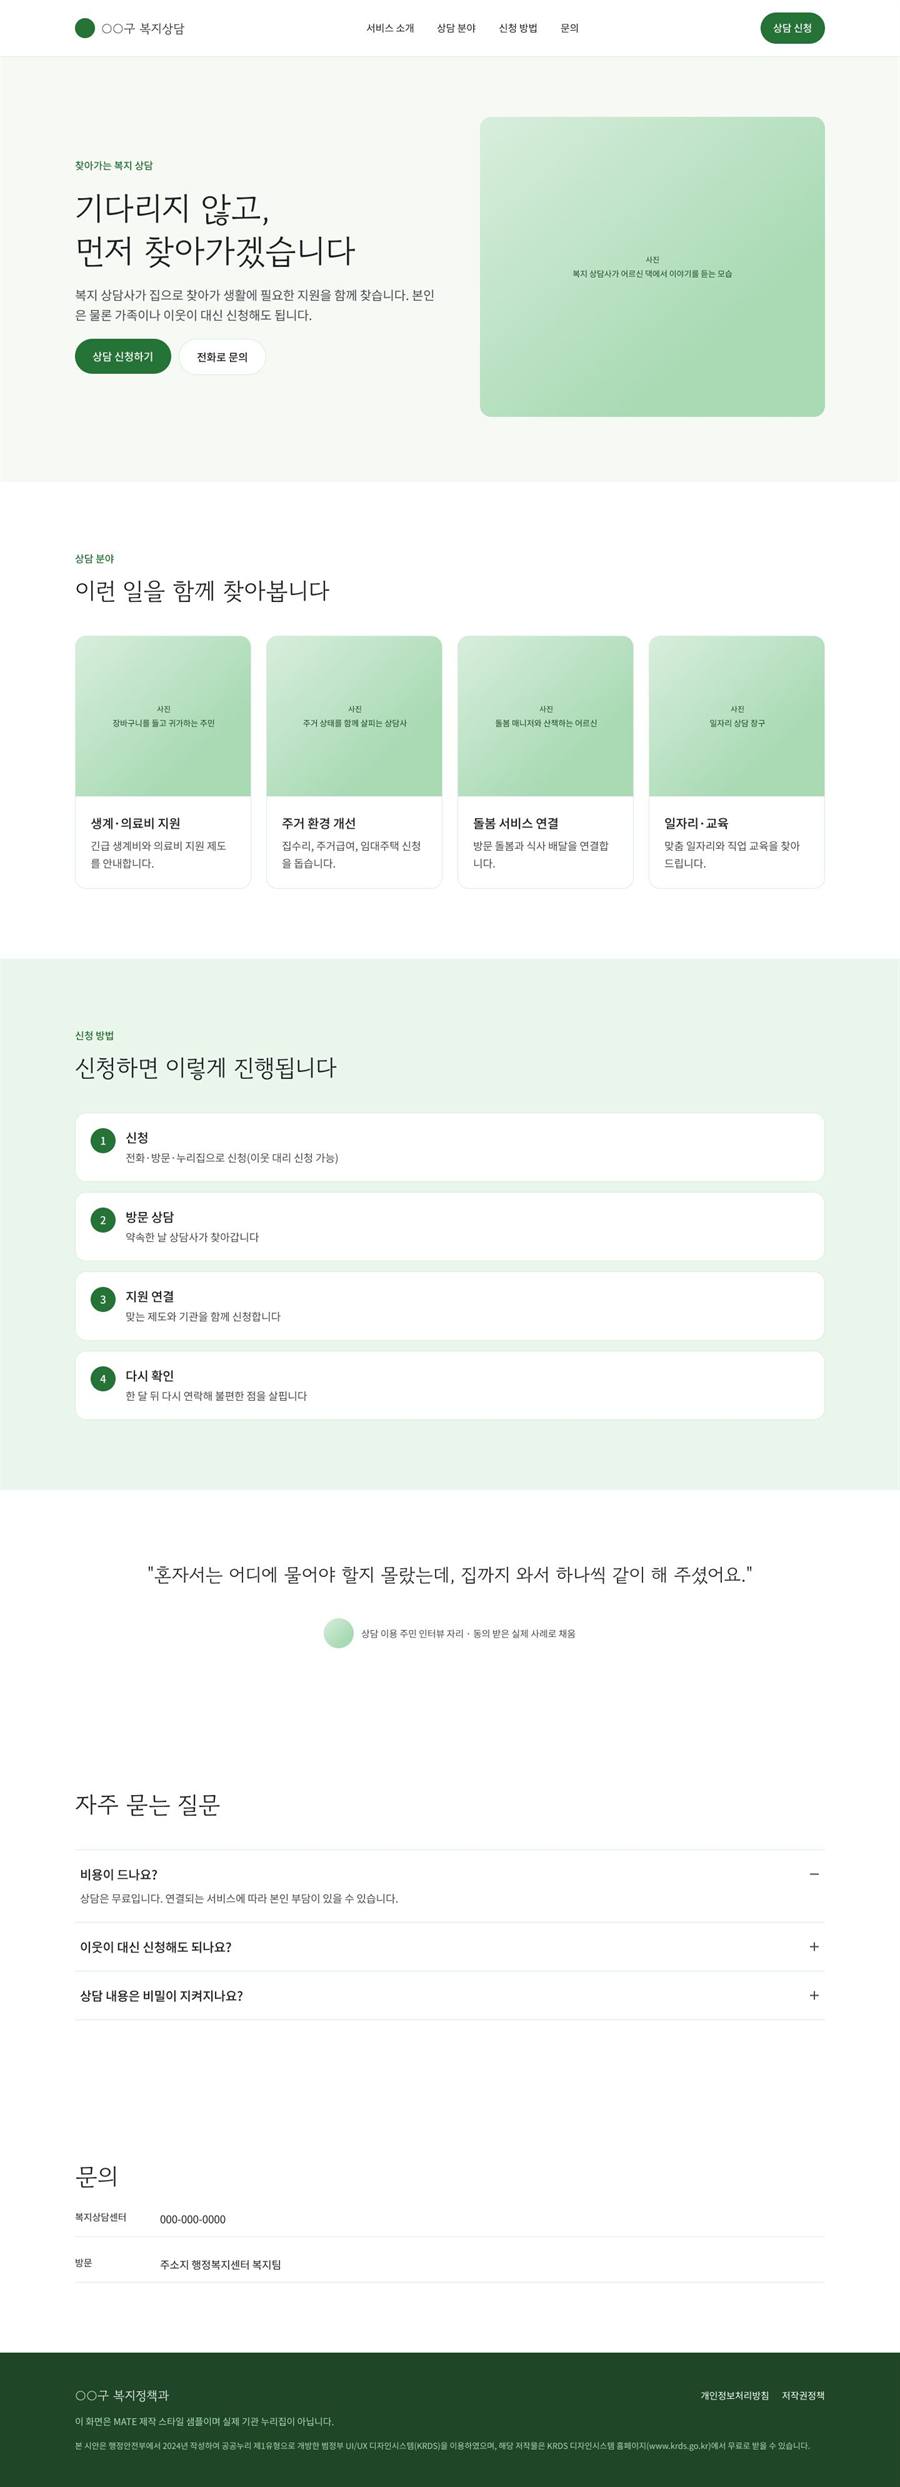 ○○구 복지상담
서비스 소개
상담 분야
신청 방법
문의
상담 신청
찾아가는 복지 상담
기다리지 않고,
먼저 찾아가겠습니다
복지 상담사가 집으로 찾아가 생활에 필요한 지원을 함께 찾습니다. 본인
은 물론 가족이나 이웃이 대신 신청해도 됩니다.
상담 신청하기
전화로 문의
사진
복지 상담사가 어르신 댁에서 이야기를 듣는 모습
상담 분야
이런 일을 함께 찾아봅니다
사진
장바구니를 들고 귀가하는 주민
생계·의료비 지원
긴급 생계비와 의료비 지원 제도
를 안내합니다.
사진
주거 상태를 함께 살피는 상담사
주거 환경 개선
집수리, 주거급여, 임대주택 신청
을 돕습니다.
사진
돌봄 매니저와 산책하는 어르신
돌봄 서비스 연결
방문 돌봄과 식사 배달을 연결합
니다.
사진
일자리 상담 창구
일자리·교육
맞춤 일자리와 직업 교육을 찾아
드립니다.
신청 방법
신청하면 이렇게 진행됩니다
1
신청
전화·방문·누리집으로 신청(이웃 대리 신청 가능)
2
방문 상담
약속한 날 상담사가 찾아갑니다
3
지원 연결
맞는 제도와 기관을 함께 신청합니다
4
다시 확인
한 달 뒤 다시 연락해 불편한 점을 살핍니다
"혼자서는 어디에 물어야 할지 몰랐는데, 집까지 와서 하나씩 같이 해 주셨어요."
상담 이용 주민 인터뷰 자리 · 동의 받은 실제 사례로 채움
자주 묻는 질문
비용이 드나요?
상담은 무료입니다. 연결되는 서비스에 따라 본인 부담이 있을 수 있습니다.
이웃이 대신 신청해도 되나요?
상담 내용은 비밀이 지켜지나요?
문의
복지상담센터
000-000-0000
방문
주소지 행정복지센터 복지팀
○○구 복지정책과
개인정보처리방침
저작권정책
이 화면은 MATE 제작 스타일 샘플이며 실제 기관 누리집이 아닙니다.
본 시안은 행정안전부에서 2024년 작성하여 공공누리 제1유형으로 개방한 범정부 UI/UX 디자인시스템(KRDS)을 이용하였으며, 해당 저작물은 KRDS 디자인시스템 홈페이지(www.krds.go.kr)에서 무료로 받을 수 있습니다.